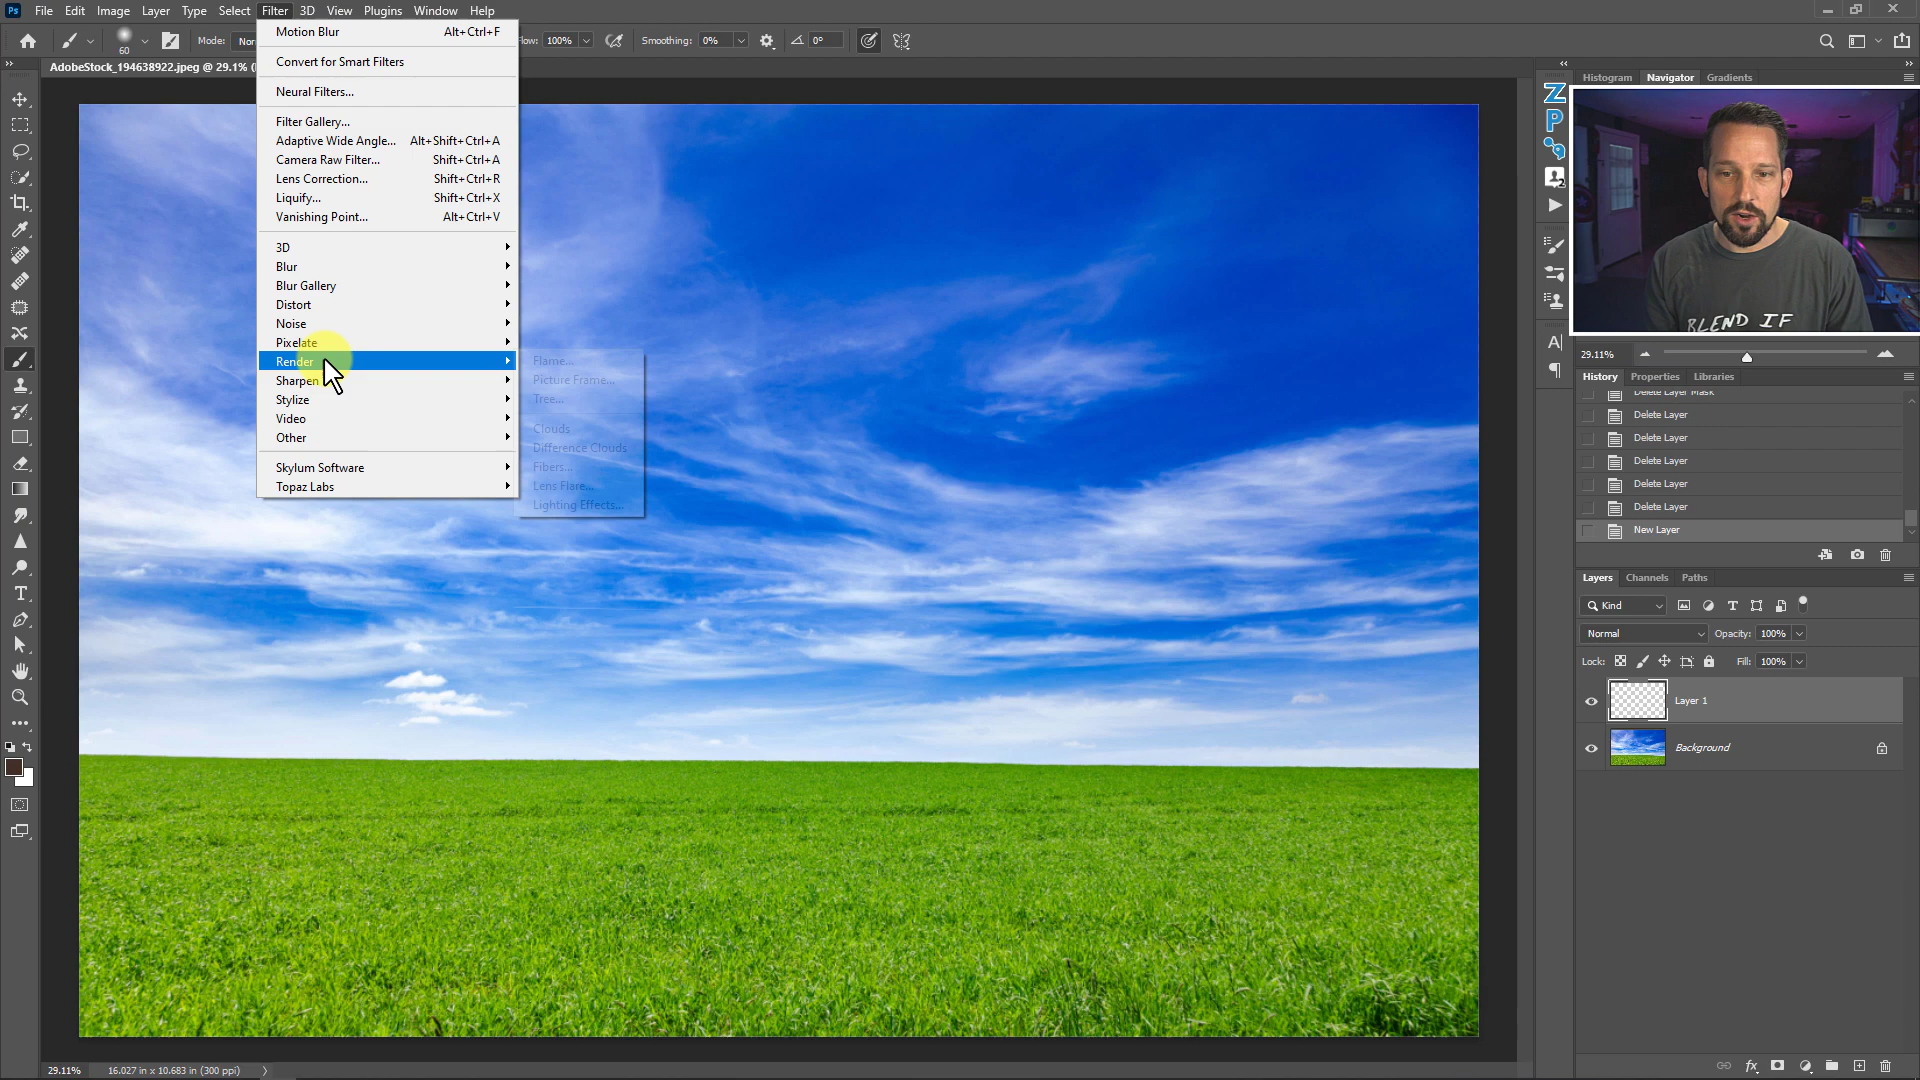 Ps File Edit Image Layer Type Select Filter 3D View Plugins Window Help
60 Mode: Flow: 100% Smoothing: 0% 0°
AdobeStock_194638922.jpeg @ 29.1%
Motion Blur Alt+Ctrl+F
Convert for Smart Filters
Neural Filters...
Filter Gallery...
Adaptive Wide Angle... Alt+Shift+Ctrl+A
Camera Raw Filter... Shift+Ctrl+A
Lens Correction... Shift+Ctrl+R
Liquify... Shift+Ctrl+X
Vanishing Point... Alt+Ctrl+V
3D
Blur
Blur Gallery
Distort
Noise
Pixelate
Render
Sharpen
Stylize
Video
Other
Skylum Software
Topaz Labs
Flame...
Picture Frame...
Tree...
Clouds
Difference Clouds
Fibers...
Lens Flare...
Lighting Effects...
Histogram Navigator Gradients
BLEND IF
29.11%
History Properties Libraries
Delete Layer Mask
Delete Layer
Delete Layer
Delete Layer
Delete Layer
Delete Layer
New Layer
Layers Channels Paths
Kind
Normal Opacity: 100%
Lock: Fill: 100%
Layer 1
Background
29.11% 16.027 in x 10.683 in (300 ppi)